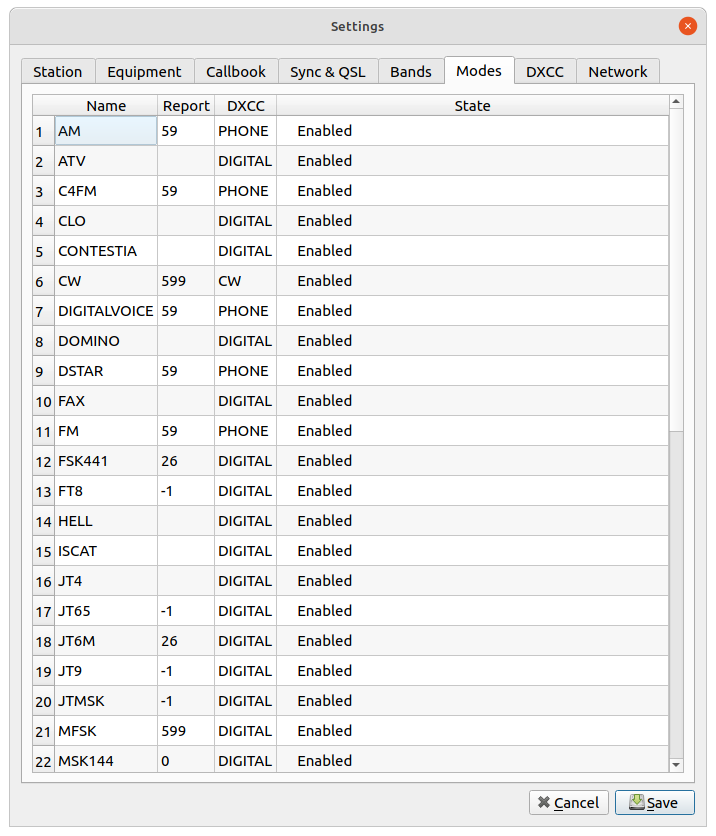 Settings
Station Equipment Callbook Sync & QSL Bands Modes DXCC Network
Name Report DXCC State
1 AM 59 PHONE Enabled
2 ATV DIGITAL Enabled
3 C4FM 59 PHONE Enabled
4 CLO DIGITAL Enabled
5 CONTESTIA DIGITAL Enabled
6 CW 599 CW Enabled
7 DIGITALVOICE 59 PHONE Enabled
8 DOMINO DIGITAL Enabled
9 DSTAR 59 PHONE Enabled
10 FAX DIGITAL Enabled
11 FM 59 PHONE Enabled
12 FSK441 26 DIGITAL Enabled
13 FT8 -1 DIGITAL Enabled
14 HELL DIGITAL Enabled
15 ISCAT DIGITAL Enabled
16 JT4 DIGITAL Enabled
17 JT65 -1 DIGITAL Enabled
18 JT6M 26 DIGITAL Enabled
19 JT9 -1 DIGITAL Enabled
20 JTMSK -1 DIGITAL Enabled
21 MFSK 599 DIGITAL Enabled
22 MSK144 0 DIGITAL Enabled
Cancel Save